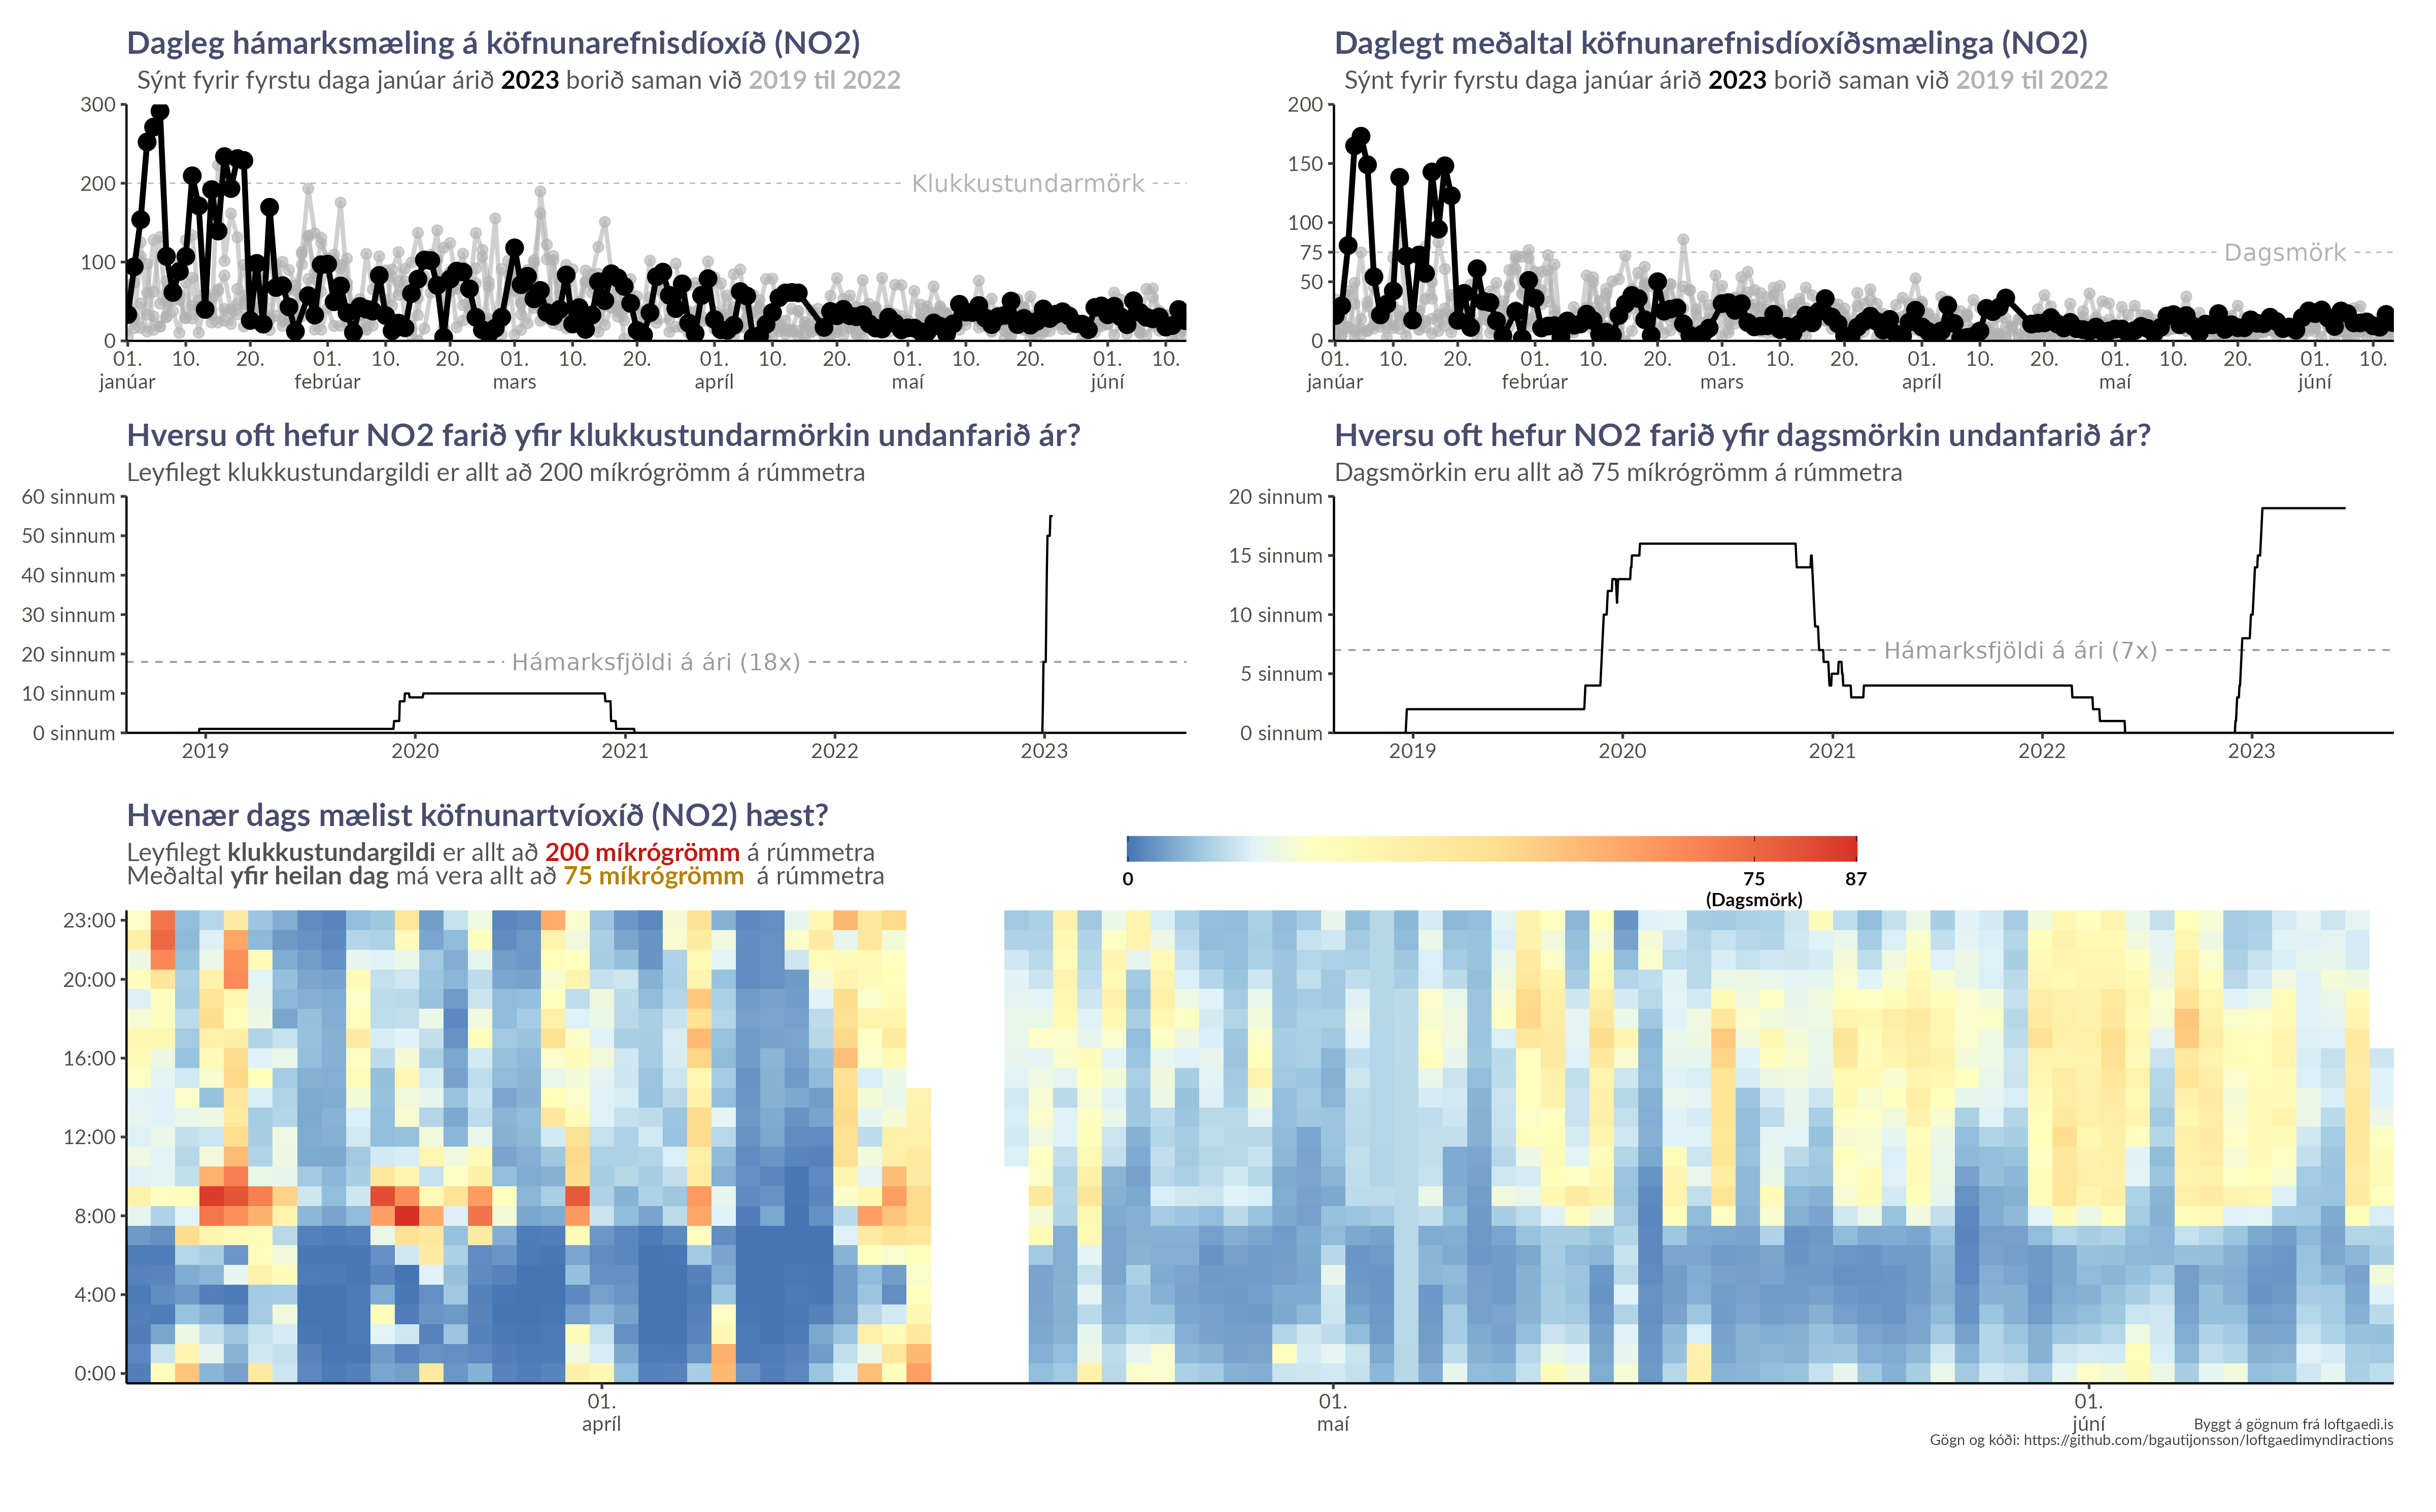 Dagleg hámarksmæling á köfnunarefnisdíoxíð (NO2)
Sýnt fyrir fyrstu daga janúar árið 2023 borið saman við 2019 til 2022
300
200
100
0
Klukkustundarmörk
01. 10. 20. 01. 10. 20. 01. 10. 20. 01. 10. 20. 01. 10. 20. 01. 10.
janúar febrúar mars apríl maí júní
Daglegt meðaltal köfnunarefnisdíoxíðsmælinga (NO2)
Sýnt fyrir fyrstu daga janúar árið 2023 borið saman við 2019 til 2022
200
150
100
75
50
0
Dagsmörk
01. 10. 20. 01. 10. 20. 01. 10. 20. 01. 10. 20. 01. 10. 20. 01. 10.
janúar febrúar mars apríl maí júní
Hversu oft hefur NO2 farið yfir klukkustundarmörkin undanfarið ár?
Leyfilegt klukkustundargildi er allt að 200 míkrógrömm á rúmmetra
60 sinnum
50 sinnum
40 sinnum
30 sinnum
20 sinnum
10 sinnum
0 sinnum
Hámarksfjöldi á ári (18x)
2019 2020 2021 2022 2023
Hversu oft hefur NO2 farið yfir dagsmörkin undanfarið ár?
Dagsmörkin eru allt að 75 míkrógrömm á rúmmetra
20 sinnum
15 sinnum
10 sinnum
5 sinnum
0 sinnum
Hámarksfjöldi á ári (7x)
2019 2020 2021 2022 2023
Hvenær dags mælist köfnunartvíoxíð (NO2) hæst?
Leyfilegt klukkustundargildi er allt að 200 míkrógrömm á rúmmetra
Meðaltal yfir heilan dag má vera allt að 75 míkrógrömm á rúmmetra
0 75 87
(Dagsmörk)
23:00
20:00
16:00
12:00
8:00
4:00
0:00
01. 01. 01.
apríl maí júní
Byggt á gögnum frá loftgaedi.is
Gögn og kóði: https://github.com/bgautijonsson/loftgaedimyndiractions